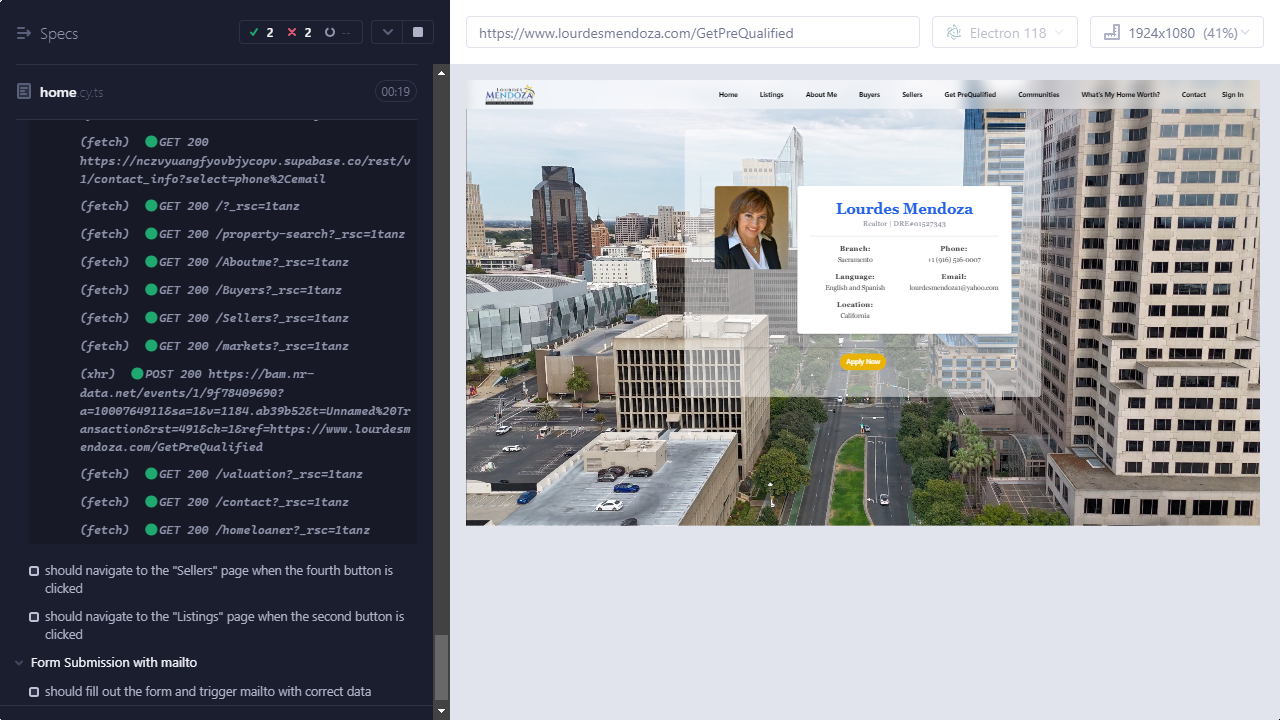 Specs
2
2
--
https://www.lourdesmendoza.com/GetPreQualified
Electron 118
1924x1080 (41%)
home.cy.ts
00:19
(fetch) GET 200
https://nczvyuangfyovbjycopv.supabase.co/rest/v
1/contact_info?select=phone%2Cemail
(fetch) GET 200 /?_rsc=1tanz
(fetch) GET 200 /property-search?_rsc=1tanz
(fetch) GET 200 /Aboutme?_rsc=1tanz
(fetch) GET 200 /Buyers?_rsc=1tanz
(fetch) GET 200 /Sellers?_rsc=1tanz
(fetch) GET 200 /markets?_rsc=1tanz
(xhr) POST 200 https://bam.nr-
data.net/events/1/9f78409690?
a=1000764911&sa=1&v=1184.ab39b52&t=Unnamed%20Tr
ansaction&rst=491&ck=1&ref=https://www.lourdesm
endoza.com/GetPreQualified
(fetch) GET 200 /valuation?_rsc=1tanz
(fetch) GET 200 /contact?_rsc=1tanz
(fetch) GET 200 /homeloaner?_rsc=1tanz
should navigate to the "Sellers" page when the fourth button is
clicked
should navigate to the "Listings" page when the second button is
clicked
Form Submission with mailto
should fill out the form and trigger mailto with correct data
Lourdes
MENDOZA
Home Listings About Me Buyers Sellers Get PreQualified Communities What's My Home Worth? Contact Sign In
Lourdes Mendoza
Realtor | DRE#01527343
Branch: Phone:
Sacramento +1 (916) 516-0007
Language: Email:
English and Spanish lourdesmendoza1@yahoo.com
Location:
California
Apply Now